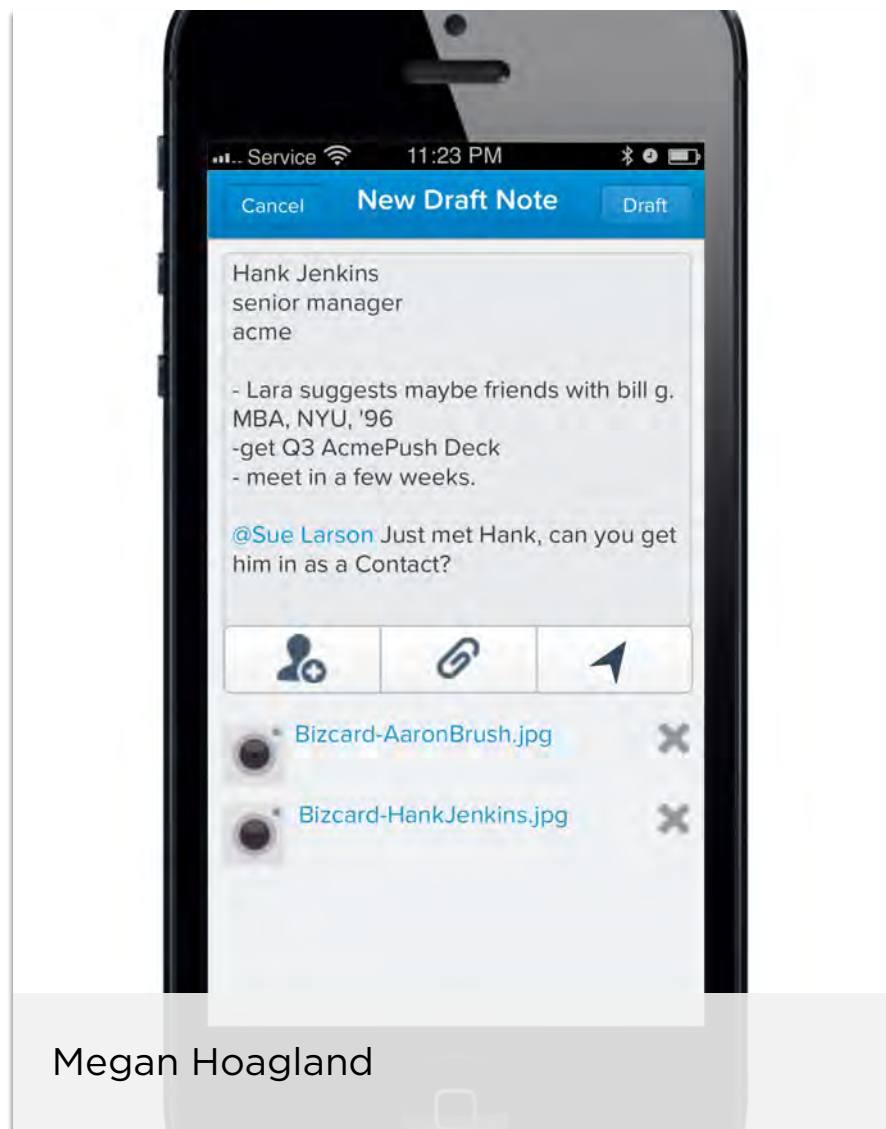 Service 11:23 PM
Cancel New Draft Note Draft
Hank Jenkins
senior manager
acme
- Lara suggests maybe friends with bill g.
MBA, NYU, '96
-get Q3 AcmePush Deck
- meet in a few weeks.
@Sue Larson Just met Hank, can you get
him in as a Contact?
Bizcard-AaronBrush.jpg
Bizcard-HankJenkins.jpg
Megan Hoagland